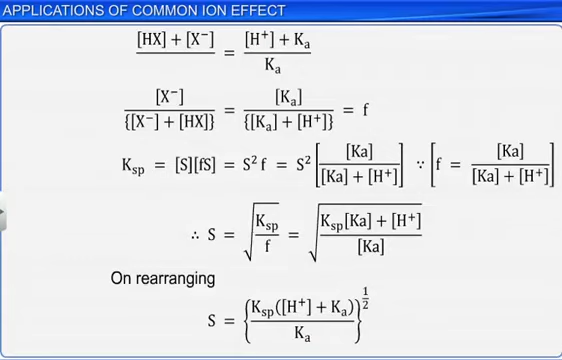 APPLICATIONS OF COMMON ION EFFECT
([HX] + [X⁻]) / [X⁻] = ([H⁺] + Kₐ) / Kₐ
[X⁻] / {[X⁻] + [HX]} = [Kₐ] / {[Kₐ] + [H⁺]} = f
Kₛₚ = [S][fS] = S² f = S² [ [Ka] / ([Ka] + [H⁺]) ] ∵ [ f = [Ka] / ([Ka] + [H⁺]) ]
∴ S = √(Kₛₚ / f) = √(Kₛₚ[Ka] + [H⁺] / [Ka])
On rearranging
S = {Kₛₚ([H⁺] + Kₐ) / Kₐ}^(1/2)